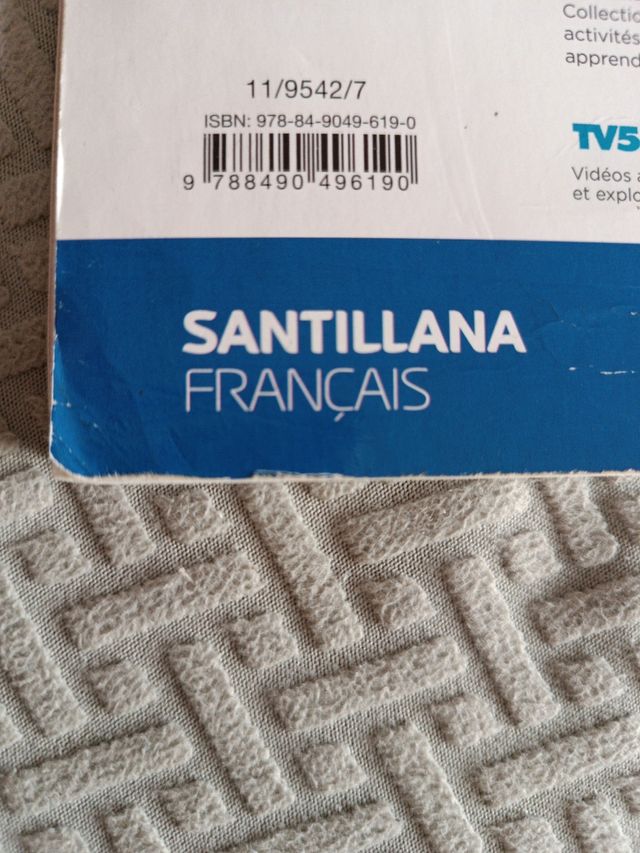 Collectio
activités
apprend
11/9542/7
ISBN: 978-84-9049-619-0
9 788490 496190
TV5
Vidéos a
et explo
SANTILLANA
FRANÇAIS